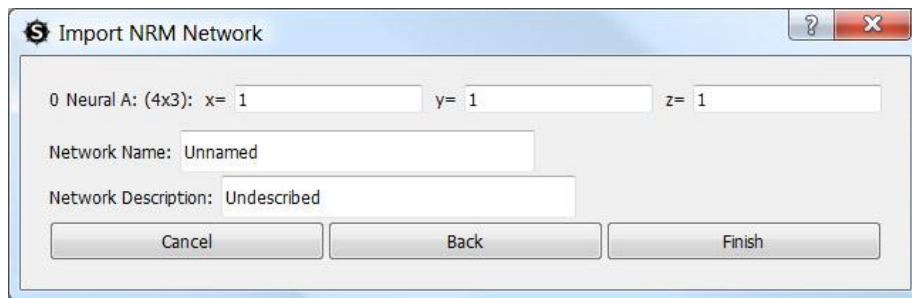 Import NRM Network
0 Neural A: (4x3): x= 1 y= 1 z= 1
Network Name: Unnamed
Network Description: Undescribed
Cancel Back Finish